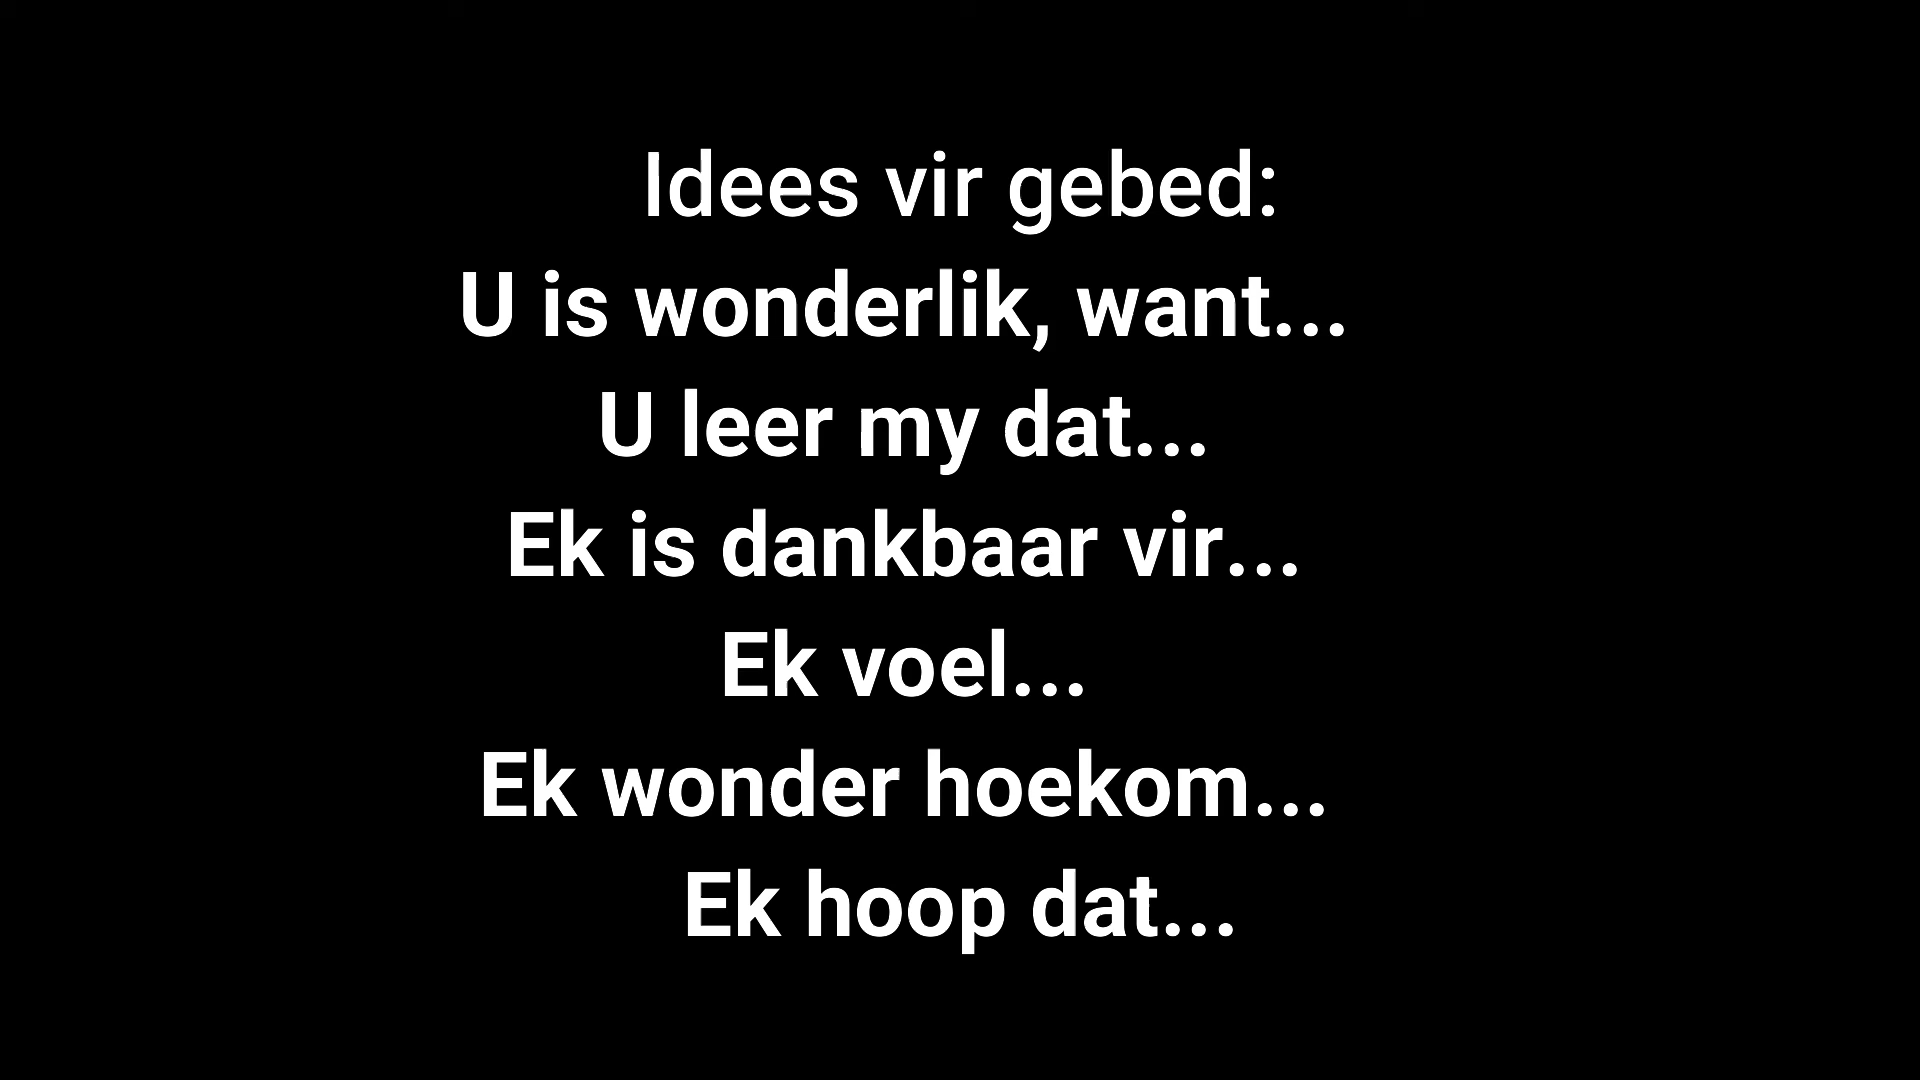 Idees vir gebed:
U is wonderlik, want...
U leer my dat...
Ek is dankbaar vir...
Ek voel...
Ek wonder hoekom...
Ek hoop dat...